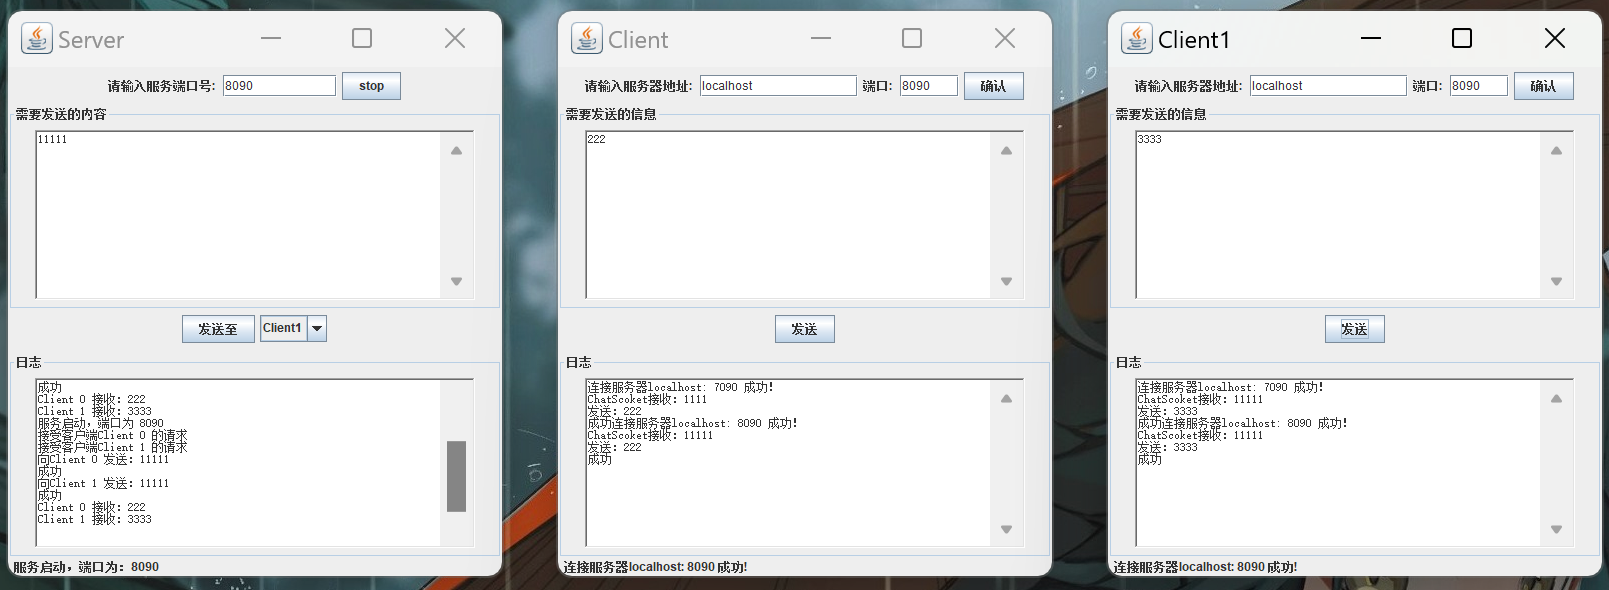 Server
请输入服务端口号: 8090 stop
需要发送的内容
11111
发送至 Client1
日志
成功
Client 0 接收: 222
Client 1 接收: 3333
服务启动，端口为 8090
接受客户端Client 0 的请求
接受客户端Client 1 的请求
向Client 0 发送: 11111
成功
向Client 1 发送: 11111
成功
Client 0 接收: 222
Client 1 接收: 3333
服务启动，端口为: 8090
Client
请输入服务器地址: localhost 端口: 8090 确认
需要发送的信息
222
发送
日志
连接服务器localhost: 7090 成功!
ChatScoket接收: 1111
发送: 222
成功连接服务器localhost: 8090 成功!
ChatScoket接收: 11111
发送: 222
成功
连接服务器localhost: 8090 成功!
Client1
请输入服务器地址: localhost 端口: 8090 确认
需要发送的信息
3333
发送
日志
连接服务器localhost: 7090 成功!
ChatScoket接收: 11111
发送: 3333
成功连接服务器localhost: 8090 成功!
ChatScoket接收: 11111
发送: 3333
成功
连接服务器localhost: 8090 成功!